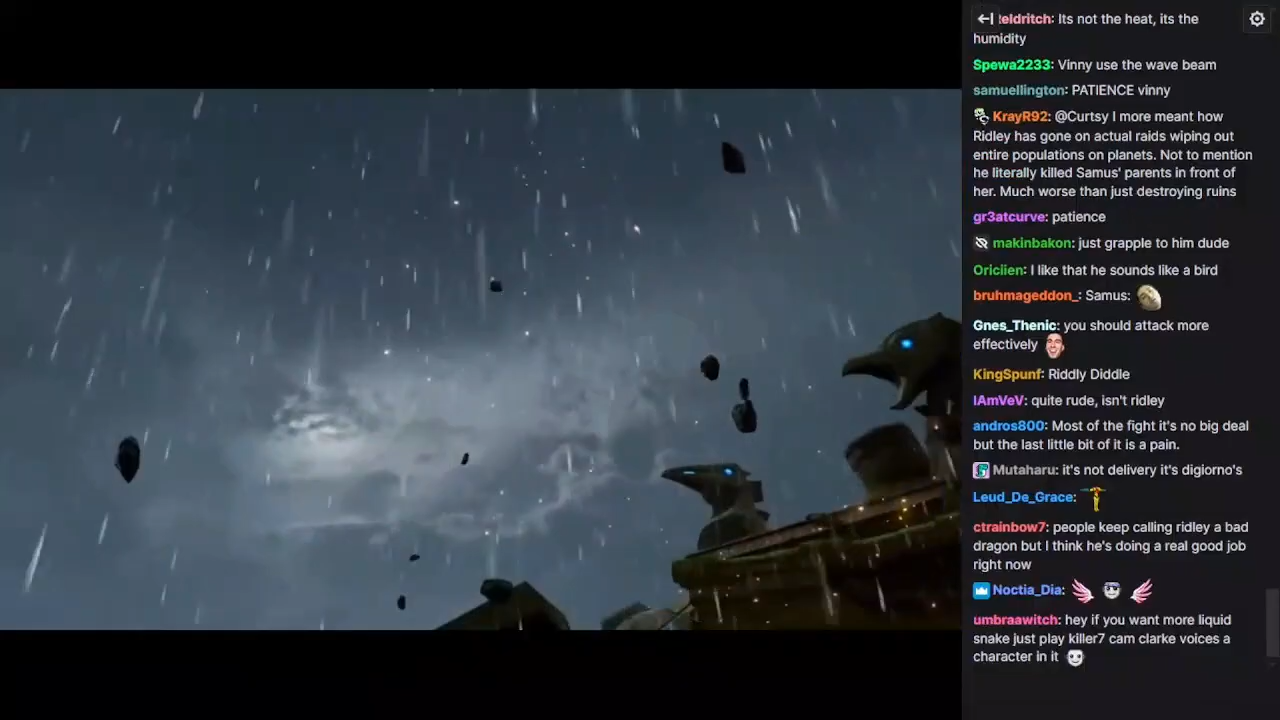 eldritch: Its not the heat, its the
humidity
Spewa2233: Vinny use the wave beam
samuellington: PATIENCE vinny
KrayR92: @Curtsy I more meant how
Ridley has gone on actual raids wiping out
entire populations on planets. Not to mention
he literally killed Samus' parents in front of
her. Much worse than just destroying ruins
gr3atcurve: patience
makinbakon: just grapple to him dude
Oriciien: I like that he sounds like a bird
bruhmageddon_: Samus:
Gnes_Thenic: you should attack more
effectively
KingSpunf: Riddly Diddle
IAmVeV: quite rude, isn't ridley
andros800: Most of the fight it's no big deal
but the last little bit of it is a pain.
Mutaharu: it's not delivery it's digiorno's
Leud_De_Grace:
ctrainbow7: people keep calling ridley a bad
dragon but I think he's doing a real good job
right now
Noctia_Dia:
umbraawitch: hey if you want more liquid
snake just play killer7 cam clarke voices a
character in it